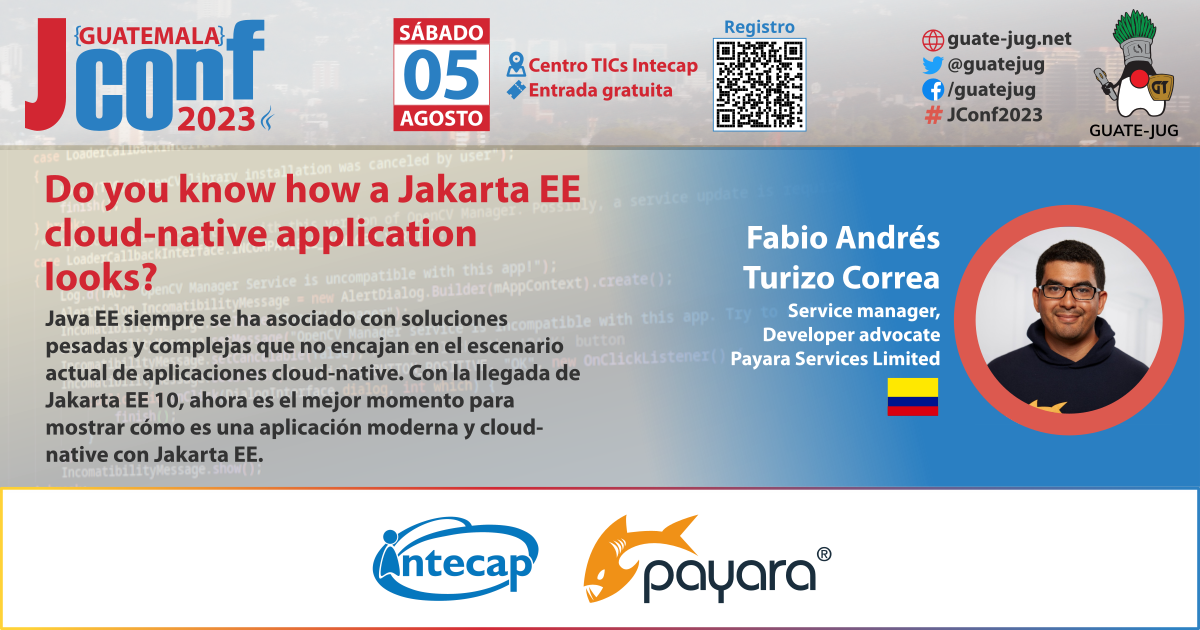 {GUATEMALA}
JConf
2023
SÁBADO
05
AGOSTO
Centro TICs Intecap
Entrada gratuita
Registro
guate-jug.net
@guatejug
/guatejug
# JConf2023
GT
GUATE-JUG
Do you know how a Jakarta EE
cloud-native application
looks?
Java EE siempre se ha asociado con soluciones
pesadas y complejas que no encajan en el escenario
actual de aplicaciones cloud-native. Con la llegada de
Jakarta EE 10, ahora es el mejor momento para
mostrar cómo es una aplicación moderna y cloud-
native con Jakarta EE.
Fabio Andrés
Turizo Correa
Service manager,
Developer advocate
Payara Services Limited
intecap
payara®